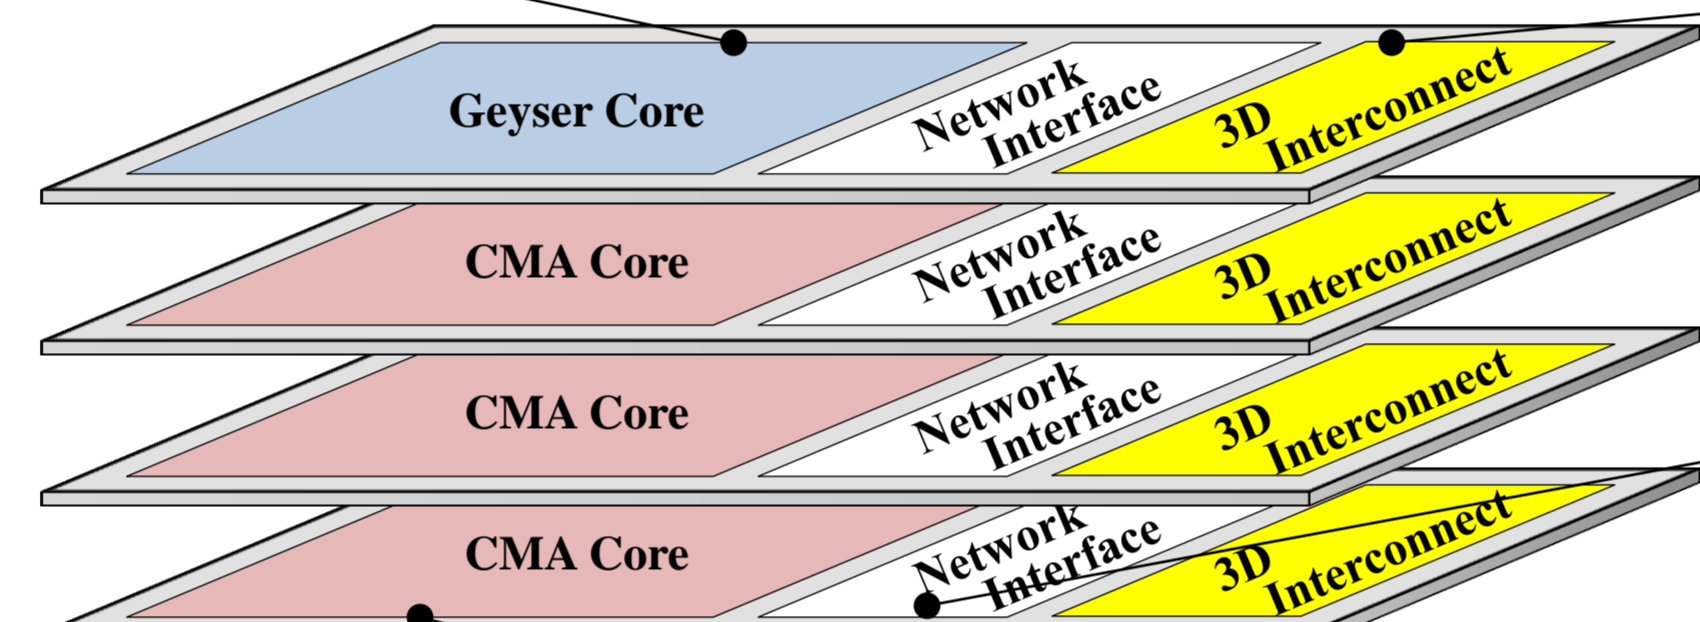 Geyser Core
Network
Interface
3D
Interconnect
CMA Core
Network
Interface
3D
Interconnect
CMA Core
Network
Interface
3D
Interconnect
CMA Core
Network
Interface
3D
Interconnect